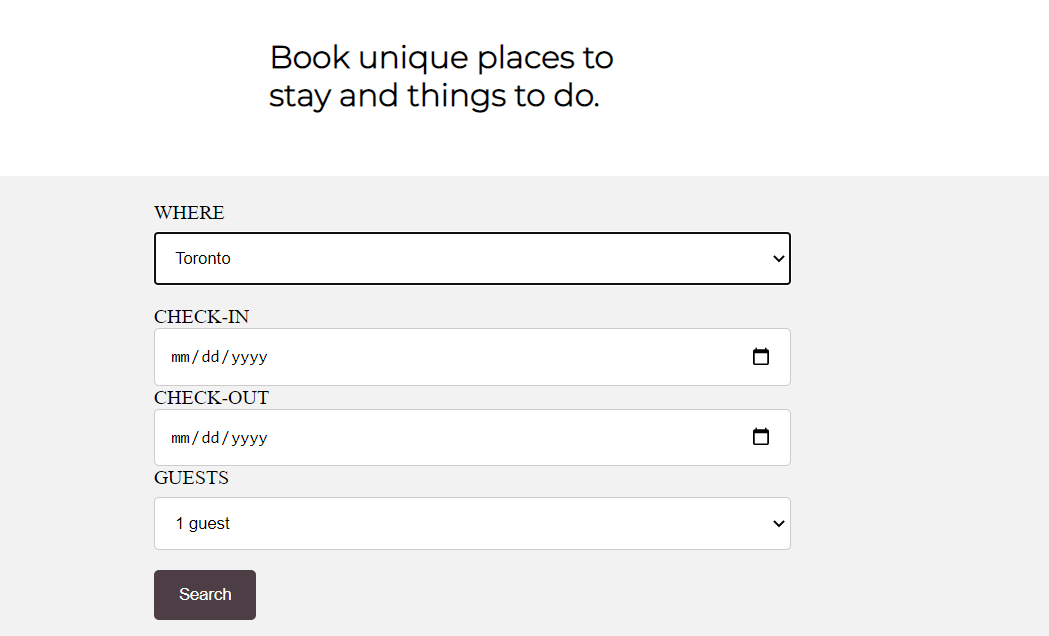 Book unique places to
stay and things to do.
WHERE
Toronto
CHECK-IN
mm/dd/yyyy
CHECK-OUT
mm/dd/yyyy
GUESTS
1 guest
Search